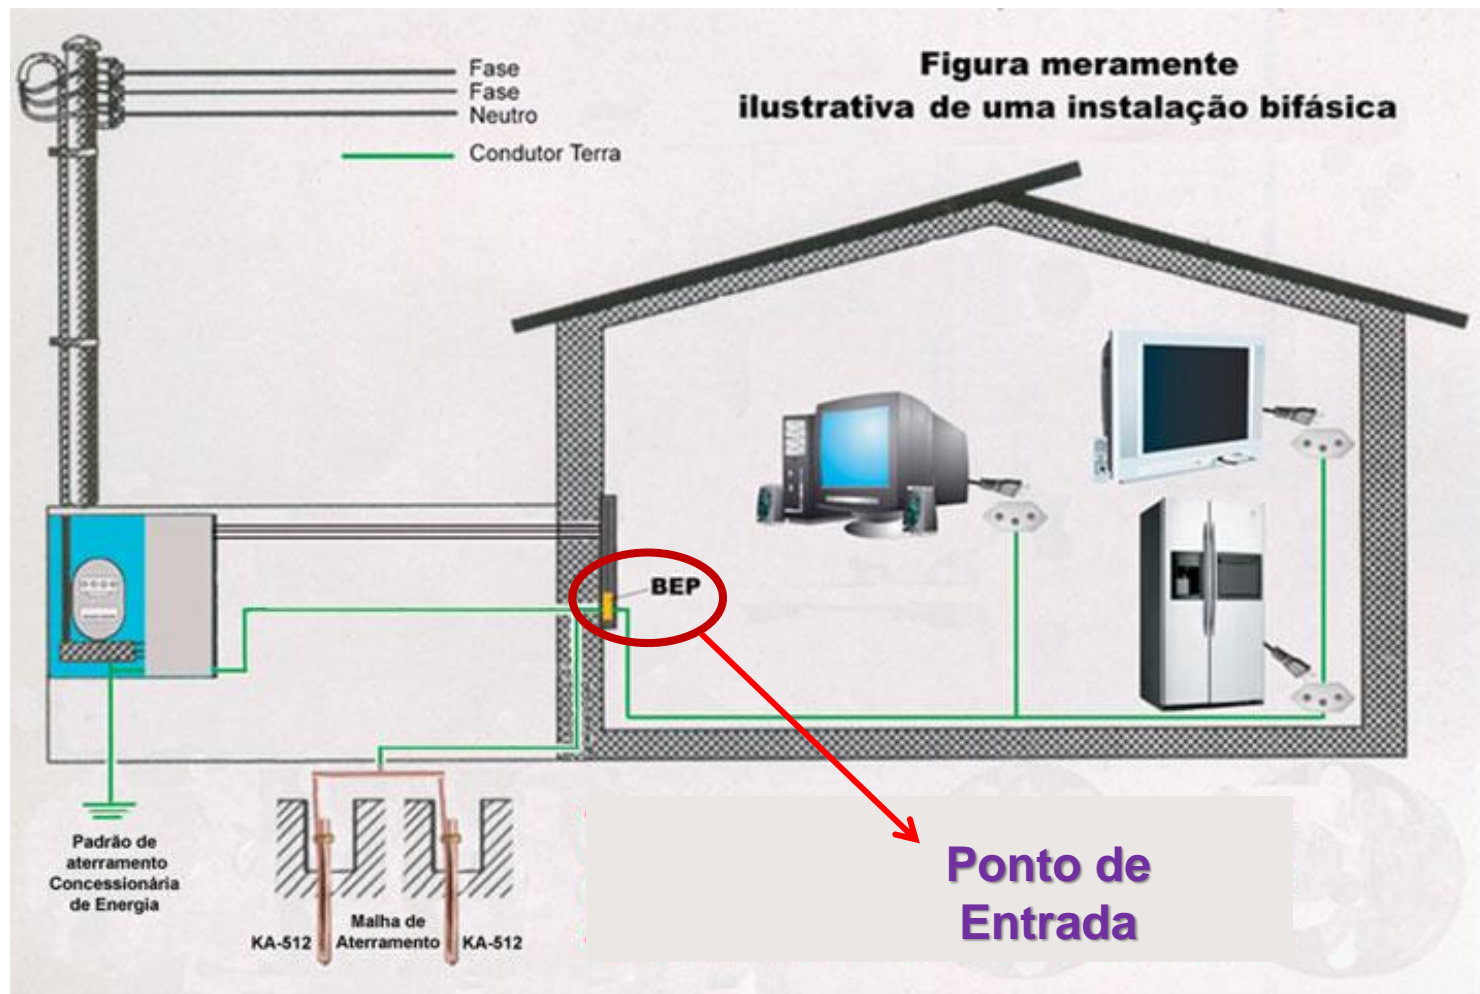 Fase
Fase
Neutro
Condutor Terra
Figura meramente
ilustrativa de uma instalação bifásica
BEP
Padrão de
aterramento
Concessionária
de Energia
KA-512
Malha de
Aterramento
KA-512
Ponto de
Entrada